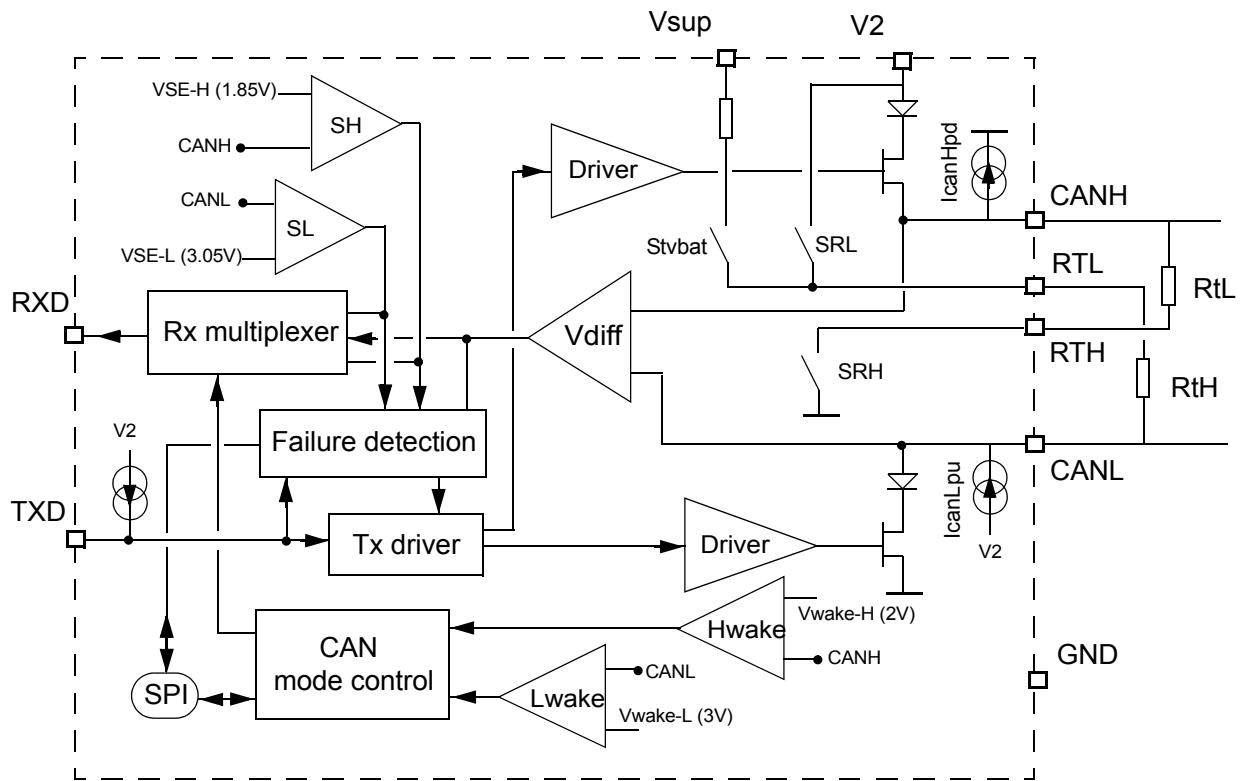 Vsup
V2
VSE-H (1.85V)
SH
CANH
CANL
SL
VSE-L (3.05V)
Driver
IcanHpd
CANH
Stvbat
SRL
RTL
RtL
RXD
Rx multiplexer
Vdiff
RTH
SRH
RtH
V2
Failure detection
CANL
IcanLpu
TXD
Tx driver
Driver
V2
Vwake-H (2V)
Hwake
CANH
CAN
mode control
CANL
Lwake
Vwake-L (3V)
SPI
GND